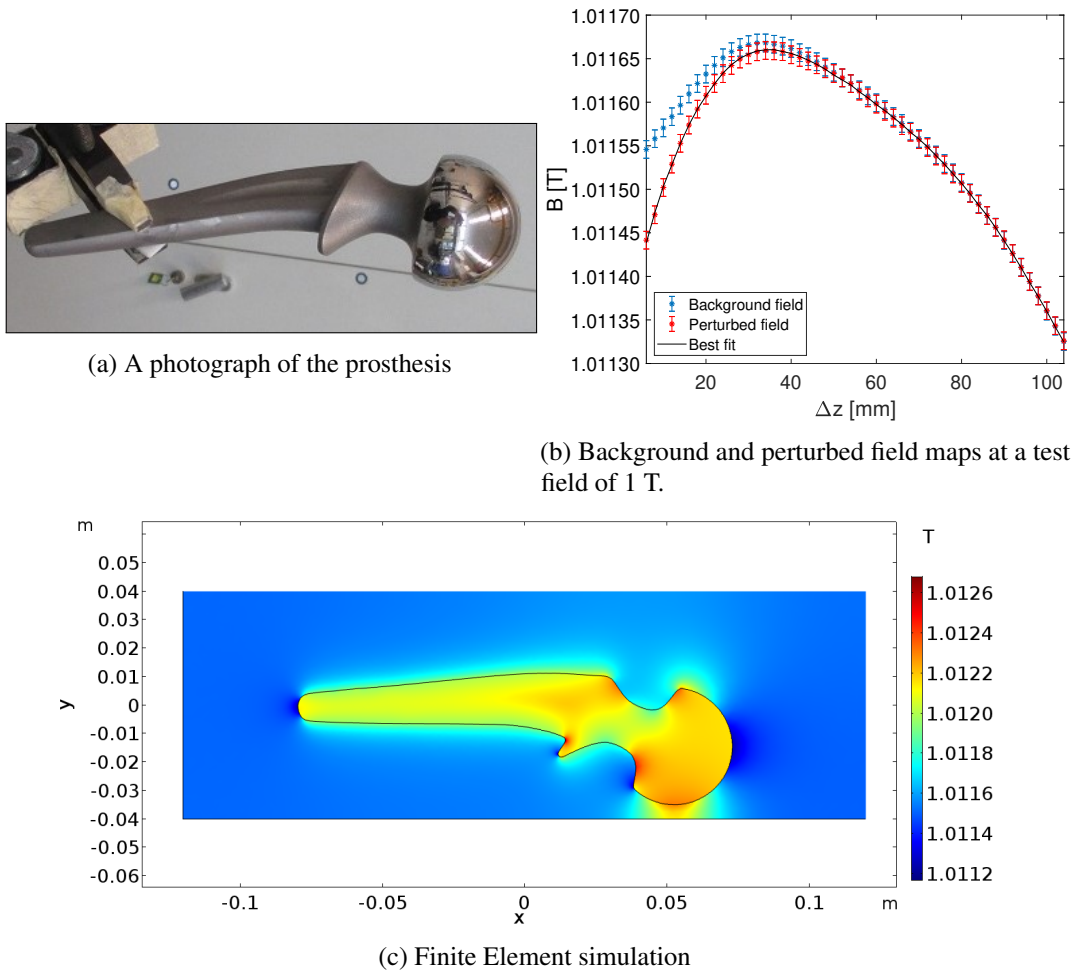 (a) A photograph of the prosthesis
1.01170
1.01165
1.01160
1.01155
1.01150
1.01145
1.01140
1.01135
1.01130
B [T]
Background field
Perturbed field
Best fit
20 40 60 80 100
Δz [mm]
(b) Background and perturbed field maps at a test
field of 1 T.
m
0.05
0.04
0.03
0.02
0.01
0
-0.01
-0.02
-0.03
-0.04
-0.05
-0.06
y
-0.1 -0.05 0 0.05 0.1 m
x
T
1.0126
1.0124
1.0122
1.0120
1.0118
1.0116
1.0114
1.0112
(c) Finite Element simulation